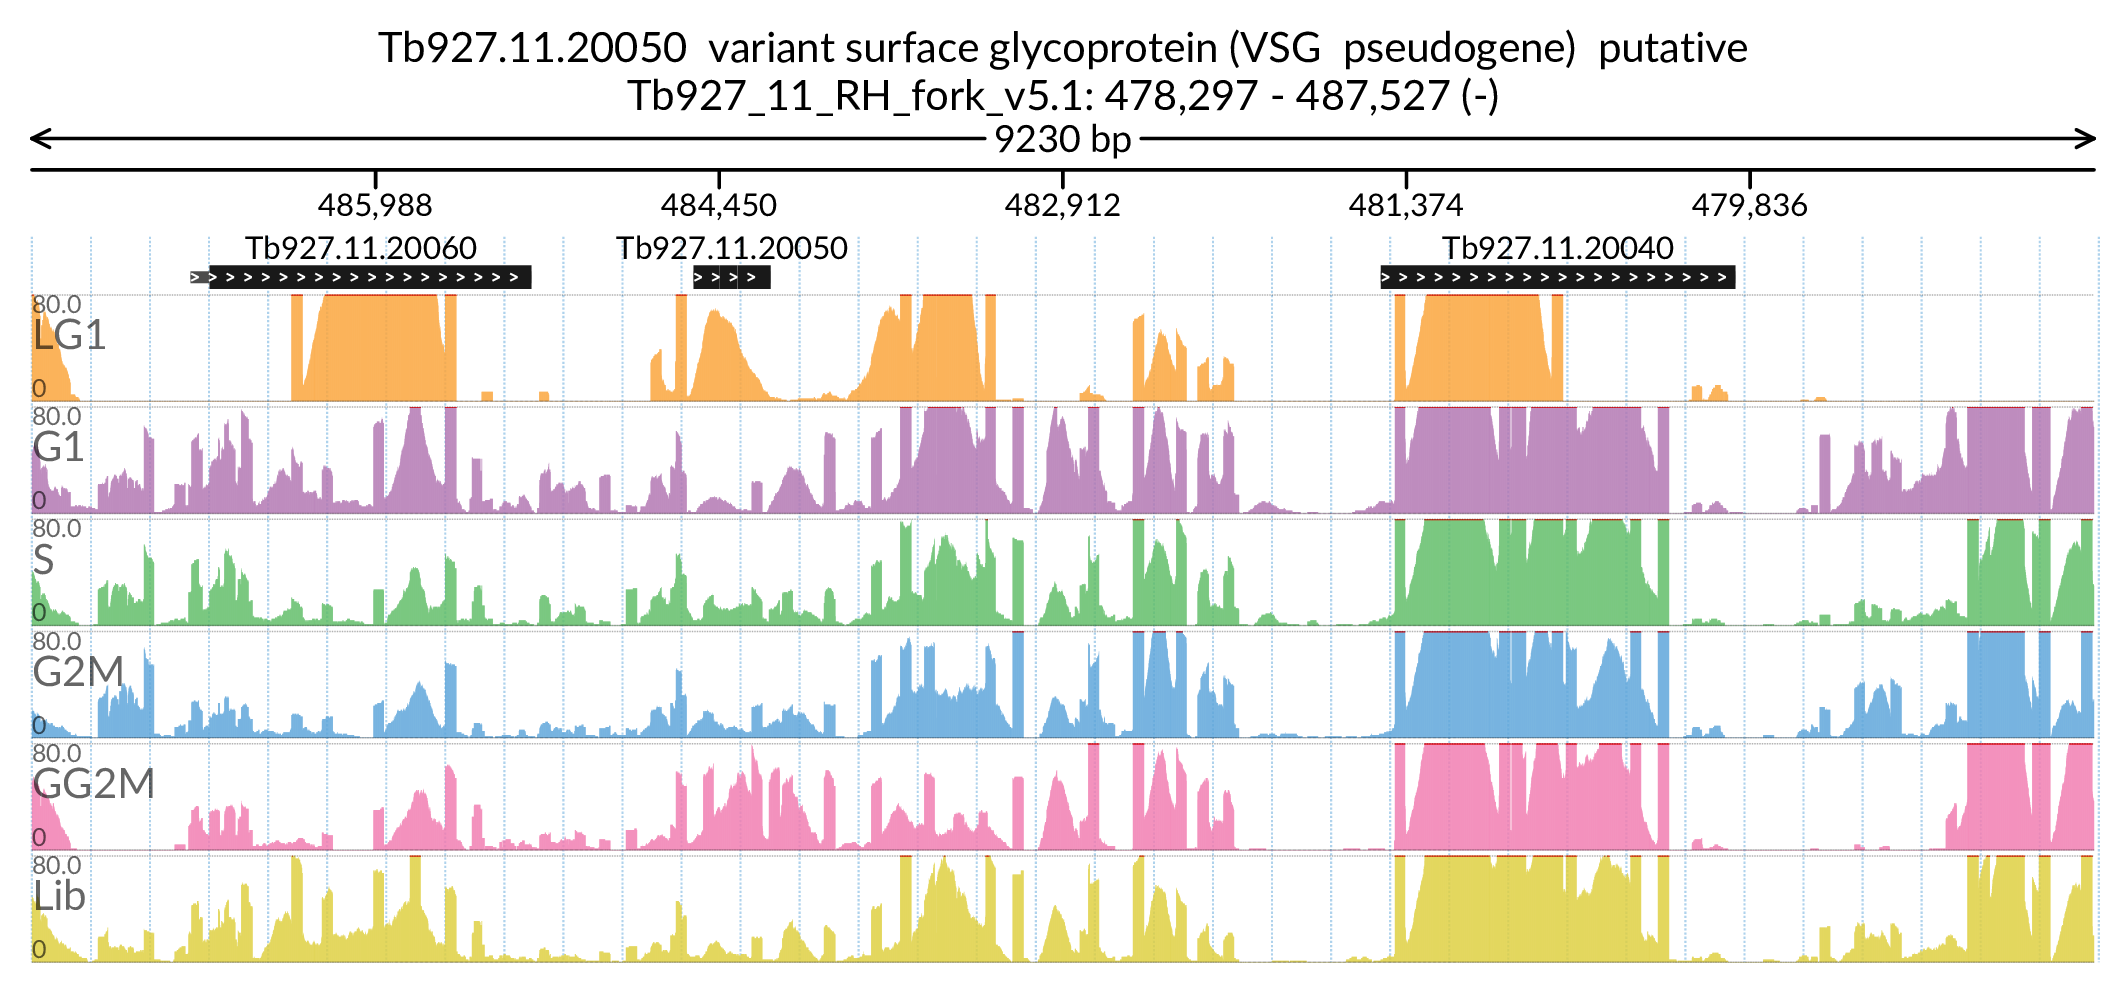 Tb927.11.20050 variant surface glycoprotein (VSG pseudogene) putative
Tb927_11_RH_fork_v5.1: 478,297 - 487,527 (-)
9230 bp
485,988 484,450 482,912 481,374 479,836
Tb927.11.20060 Tb927.11.20050 Tb927.11.20040
80.0
LG1
0
80.0
G1
0
80.0
S
0
80.0
G2M
0
80.0
GG2M
0
80.0
Lib
0